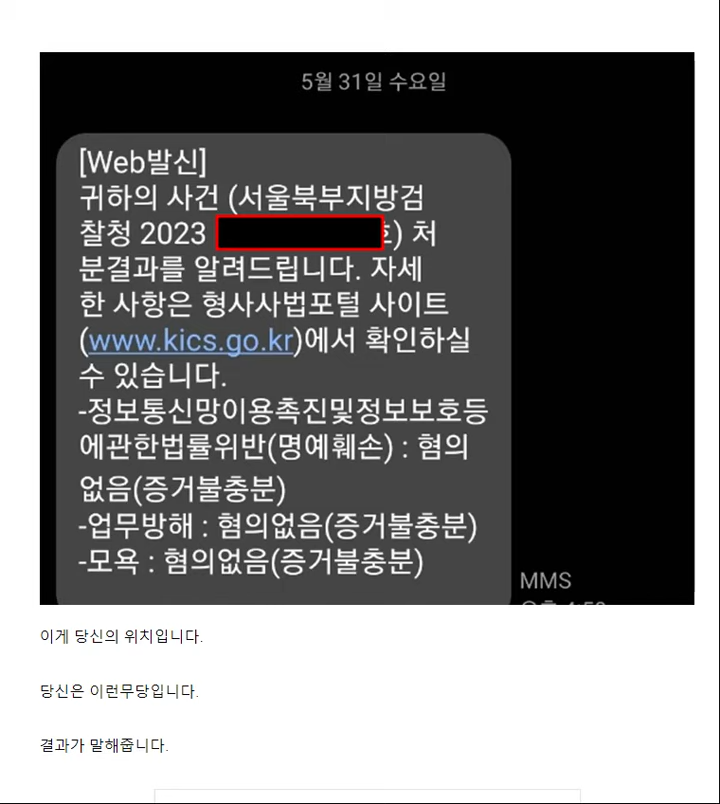 5월 31일 수요일
[Web발신]
귀하의 사건 (서울북부지방검
찰청 2023 호) 처
분결과를 알려드립니다. 자세
한 사항은 형사사법포털 사이트
(www.kics.go.kr)에서 확인하실
수 있습니다.
-정보통신망이용촉진및정보보호등
에관한법률위반(명예훼손) : 혐의
없음(증거불충분)
-업무방해 : 혐의없음(증거불충분)
-모욕 : 혐의없음(증거불충분)
MMS
이게 당신의 위치입니다.
당신은 이런무당입니다.
결과가 말해줍니다.